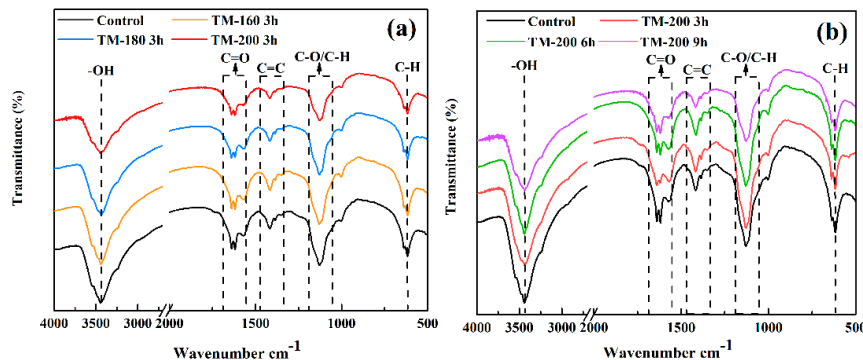 Control
TM-160 3h
TM-180 3h
TM-200 3h
(a)
-OH
C=O
C=C
C-O/C-H
C-H
Transmittance (%)
4000 3500 3000 1500 1000 500
Wavenumber cm-1
Control
TM-200 3h
TM-200 6h
TM-200 9h
(b)
-OH
C=O
C=C
C-O/C-H
C-H
Transmittance (%)
4000 3500 3000 1500 1000 500
Wavenumber cm-1